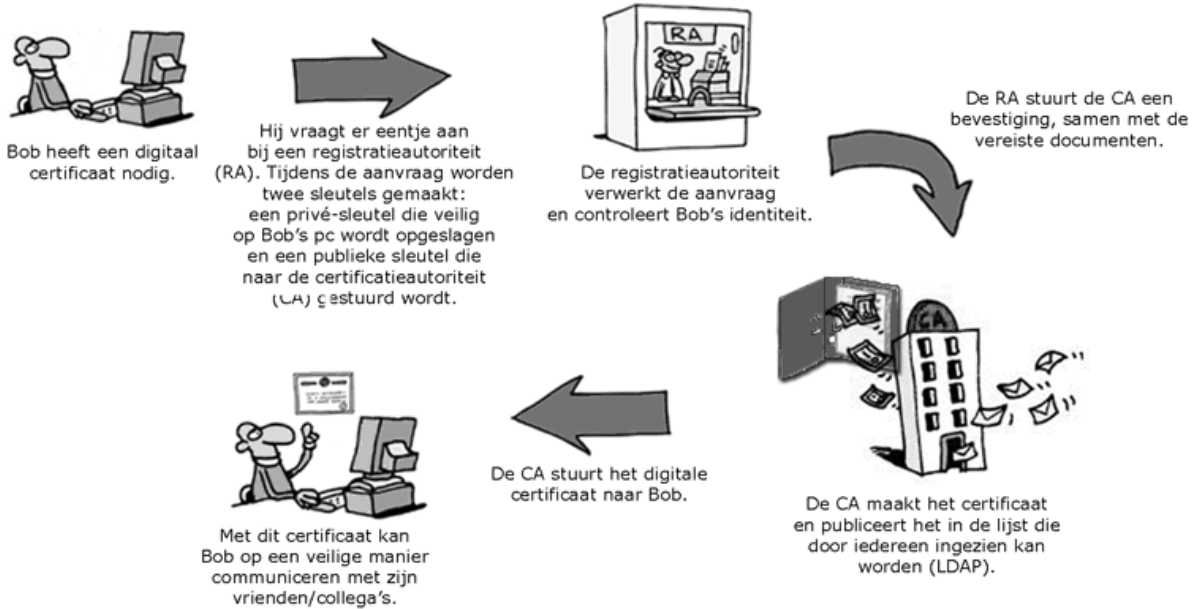 Bob heeft een digitaal
certificaat nodig.
Hij vraagt er eentje aan
bij een registratieautoriteit
(RA). Tijdens de aanvraag worden
twee sleutels gemaakt:
een privé-sleutel die veilig
op Bob's pc wordt opgeslagen
en een publieke sleutel die
naar de certificatieautoriteit
(CA) gestuurd wordt.
RA
De registratieautoriteit
verwerkt de aanvraag
en controleert Bob's identiteit.
De RA stuurt de CA een
bevestiging, samen met de
vereiste documenten.
CA
De CA maakt het certificaat
en publiceert het in de lijst die
door iedereen ingezien kan
worden (LDAP).
De CA stuurt het digitale
certificaat naar Bob.
Met dit certificaat kan
Bob op een veilige manier
communiceren met zijn
vrienden/collega's.